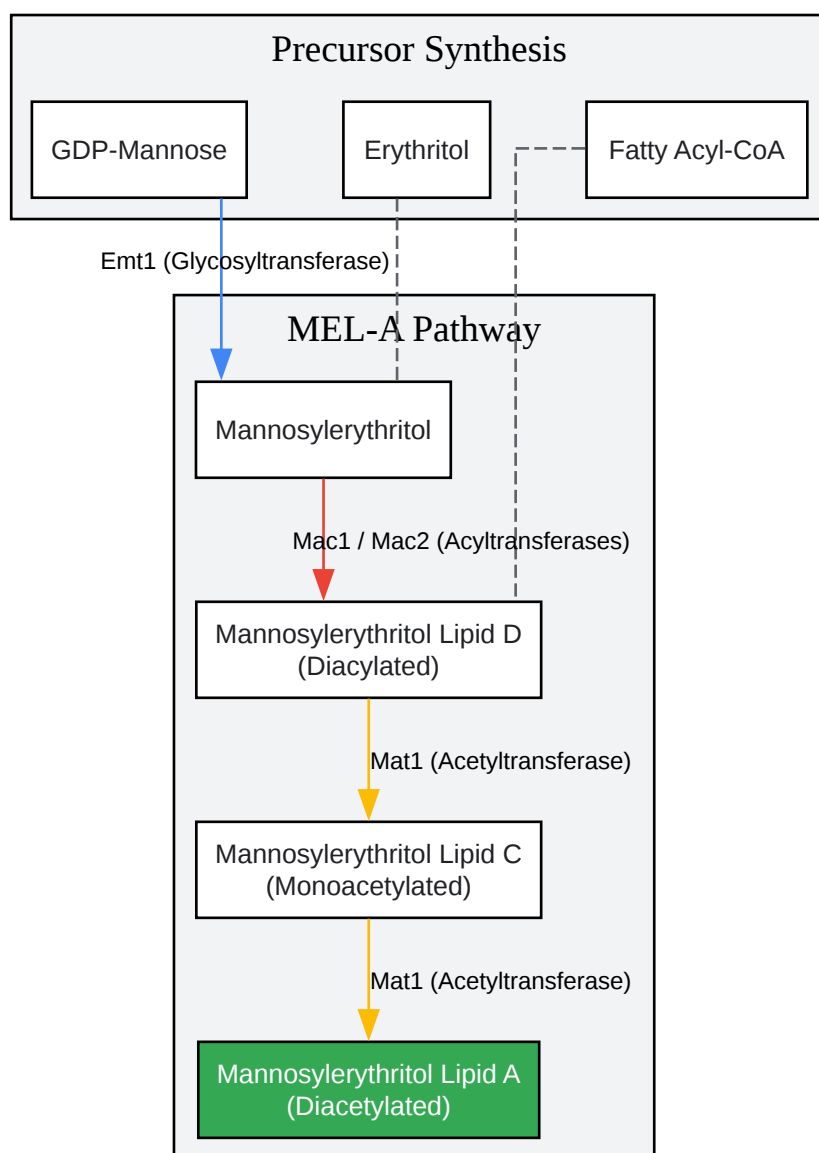 Precursor Synthesis
GDP-Mannose
Erythritol
Fatty Acyl-CoA
Emt1 (Glycosyltransferase)
MEL-A Pathway
Mannosylerythritol
Mac1 / Mac2 (Acyltransferases)
Mannosylerythritol Lipid D
(Diacylated)
Mat1 (Acetyltransferase)
Mannosylerythritol Lipid C
(Monoacetylated)
Mat1 (Acetyltransferase)
Mannosylerythritol Lipid A
(Diacetylated)